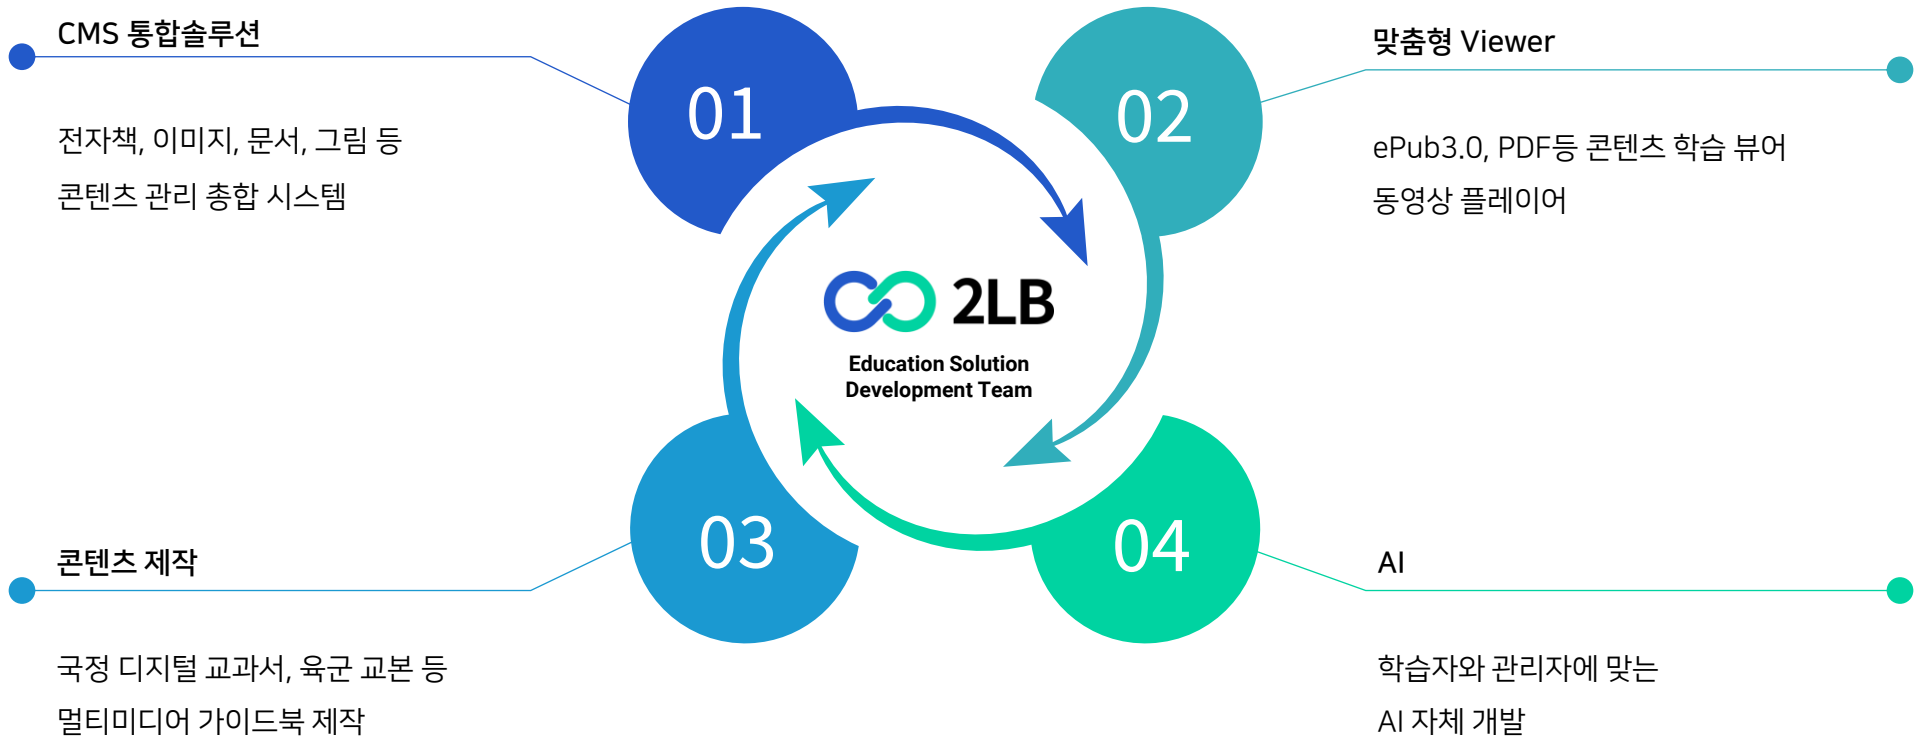 CMS 통합솔루션
전자책, 이미지, 문서, 그림 등
콘텐츠 관리 총합 시스템
01
02
맞춤형 Viewer
ePub3.0, PDF등 콘텐츠 학습 뷰어
동영상 플레이어
2LB
Education Solution
Development Team
콘텐츠 제작
국정 디지털 교과서, 육군 교본 등
멀티미디어 가이드북 제작
03
04
AI
학습자와 관리자에 맞는
AI 자체 개발